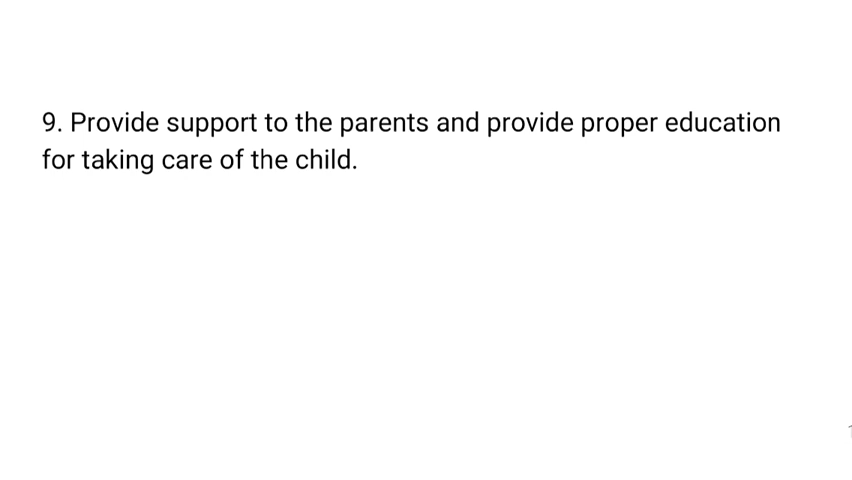 9. Provide support to the parents and provide proper education
for taking care of the child.